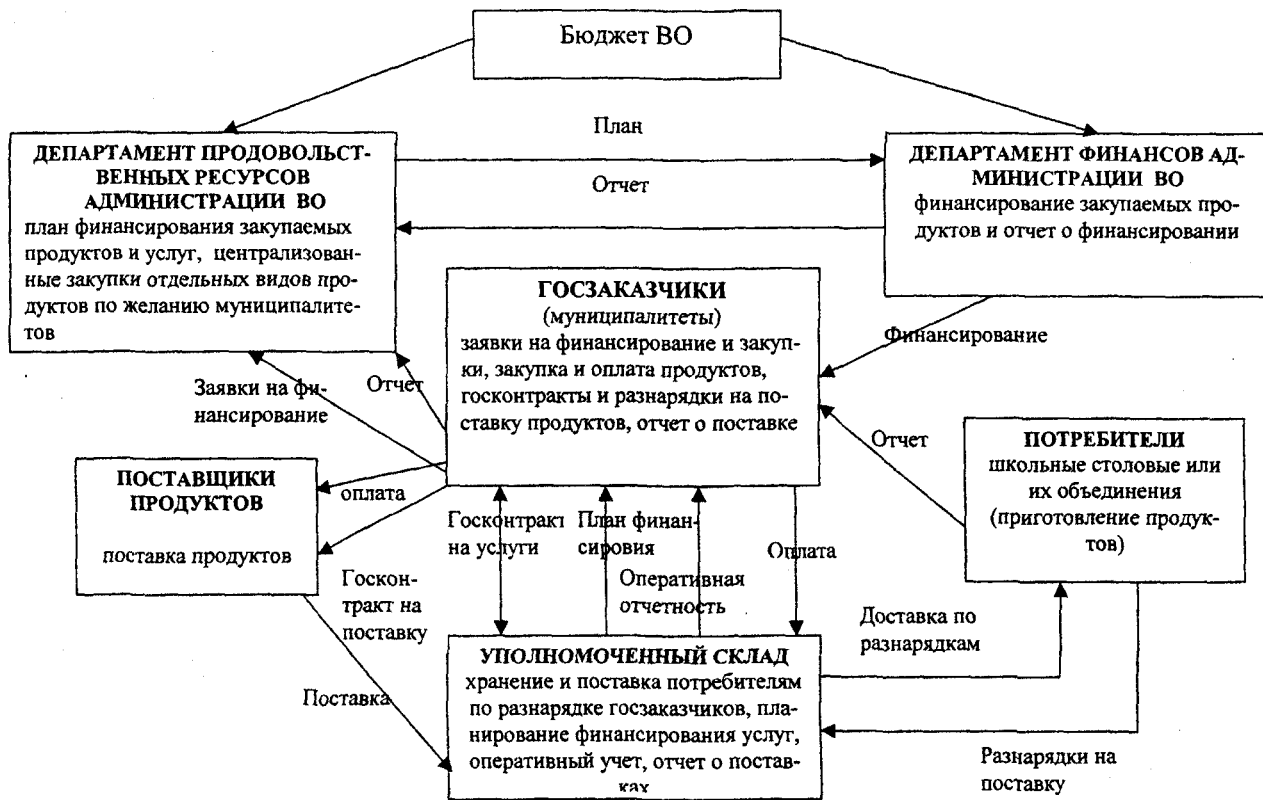 Бюджет ВО
План
Отчет
ДЕПАРТАМЕНТ ПРОДОВОЛЬСТ-
ВЕННЫХ РЕСУРСОВ
АДМИНИСТРАЦИИ ВО
план финансирования закупаемых
продуктов и услуг, централизован-
ные закупки отдельных видов про-
дуктов по желанию муниципалите-
тов
ДЕПАРТАМЕНТ ФИНАНСОВ АД-
МИНИСТРАЦИИ ВО
финансирование закупаемых про-
дуктов и отчет о финансировании
ГОСЗАКАЗЧИКИ
(муниципалитеты)
заявки на финансирование и закуп-
ки, закупка и оплата продуктов,
госконтракты и разнарядки на по-
ставку продуктов, отчет о поставке
Финансирование
Заявки на фи-
нансирование
Отчет
Отчет
ПОТРЕБИТЕЛИ
школьные столовые или
их объединения
(приготовление продук-
тов)
ПОСТАВЩИКИ
ПРОДУКТОВ
поставка продуктов
оплата
Госконтракт
на услуги
План финан-
сировия
Оплата
Оперативная
отчетность
Госкон-
тракт на
поставку
Поставка
Доставка по
разнарядкам
УПОЛНОМОЧЕННЫЙ СКЛАД
хранение и поставка потребителям
по разнарядке госзаказчиков, пла-
нирование финансирования услуг,
оперативный учет, отчет о постав-
ках
Разнарядки на
поставку